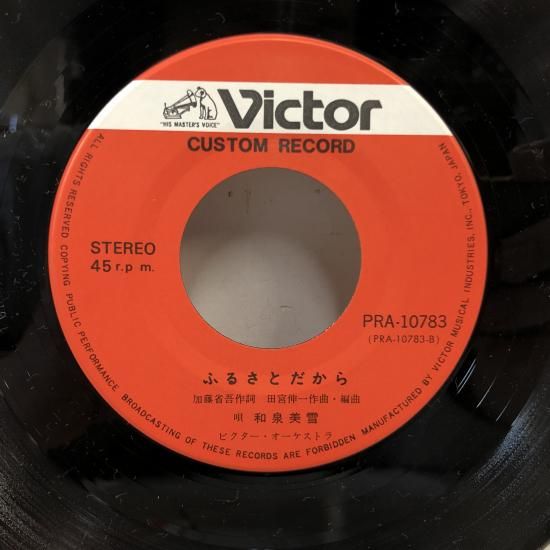 Victor
"HIS MASTER'S VOICE"
CUSTOM RECORD
STEREO
45 r.p.m.
PRA-10783
(PRA-10783-B)
ふるさとだから
加藤省吾作詞 田宮伸一作曲・編曲
唄 和泉美雪
ビクター・オーケストラ
ALL RIGHTS RESERVED COPYING PUBLIC PERFORMANCE BROADCASTING OF THESE RECORDS ARE FORBIDDEN MANUFACTURED BY VICTOR MUSICAL INDUSTRIES, INC., TOKYO, JAPAN